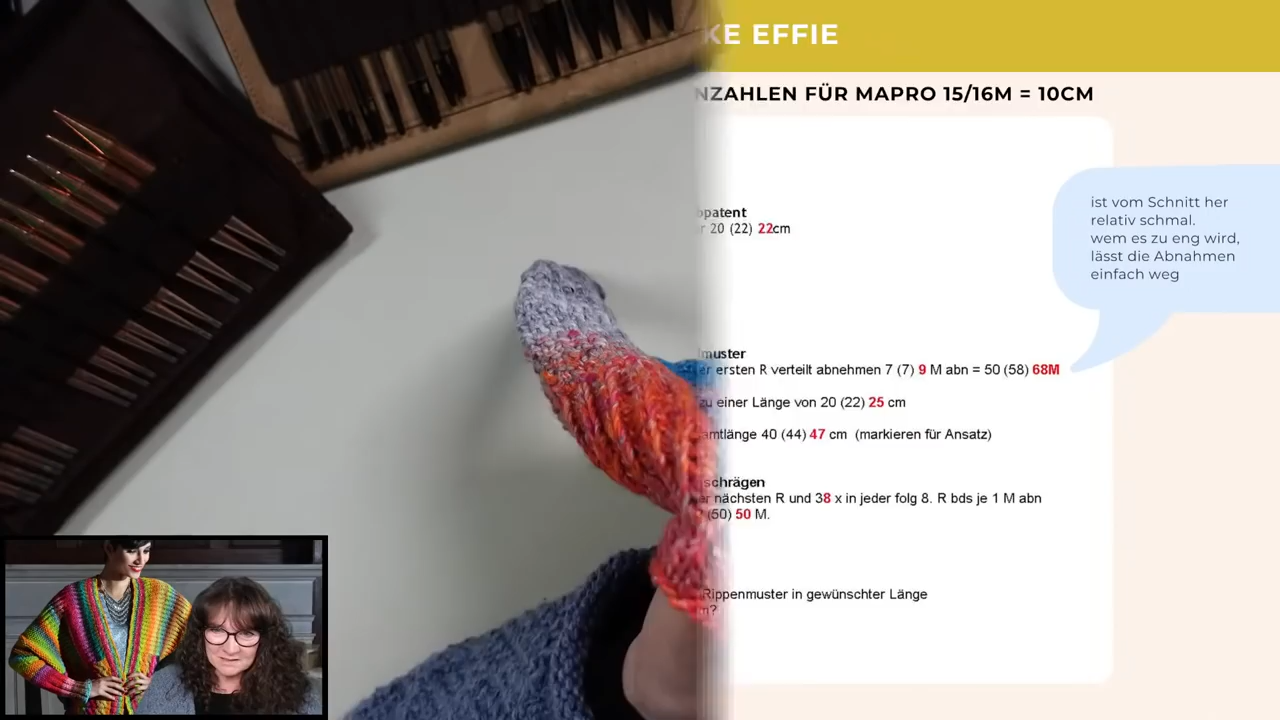 KE EFFIE
NZAHLEN FÜR MAPRO 15/16M = 10CM
ist vom Schnitt her
relativ schmal.
wem es zu eng wird,
lässt die Abnahmen
einfach weg
opatent
r 20 (22) 22cm
muster
er ersten R verteilt abnehmen 7 (7) 9 M abn = 50 (58) 68M
zu einer Länge von 20 (22) 25 cm
amtlänge 40 (44) 47 cm (markieren für Ansatz)
schrägen
er nächsten R und 38 x in jeder folg 8. R bds je 1 M abn
(50) 50 M.
Rippenmuster in gewünschter Länge
?